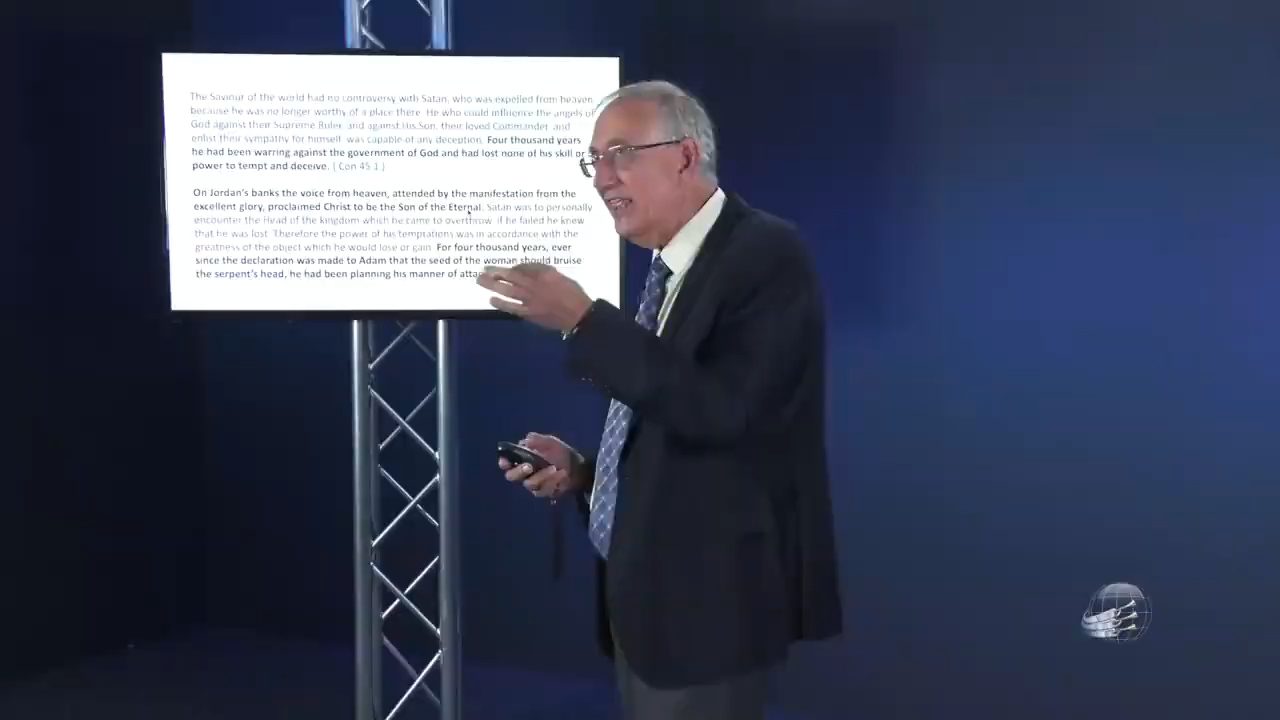 The Saviour of the world had no controversy with Satan, who was expelled from heaven
because he was no longer worthy of a place there. He who could influence the angels of
God against their Supreme Ruler, and against His Son, their loved Commander, and
enlist their sympathy for himself, was capable of any deception. Four thousand years
he had been warring against the government of God and had lost none of his skill or
power to tempt and deceive. { Con 45.1 }
On Jordan's banks the voice from heaven, attended by the manifestation from the
excellent glory, proclaimed Christ to be the Son of the Eternal. Satan was to personally
encounter the Head of the kingdom which he came to overthrow. If he failed he knew
that he was lost. Therefore the power of his temptations was in accordance with the
greatness of the object which he would lose or gain. For four thousand years, ever
since the declaration was made to Adam that the seed of the woman should bruise
the serpent's head, he had been planning his manner of